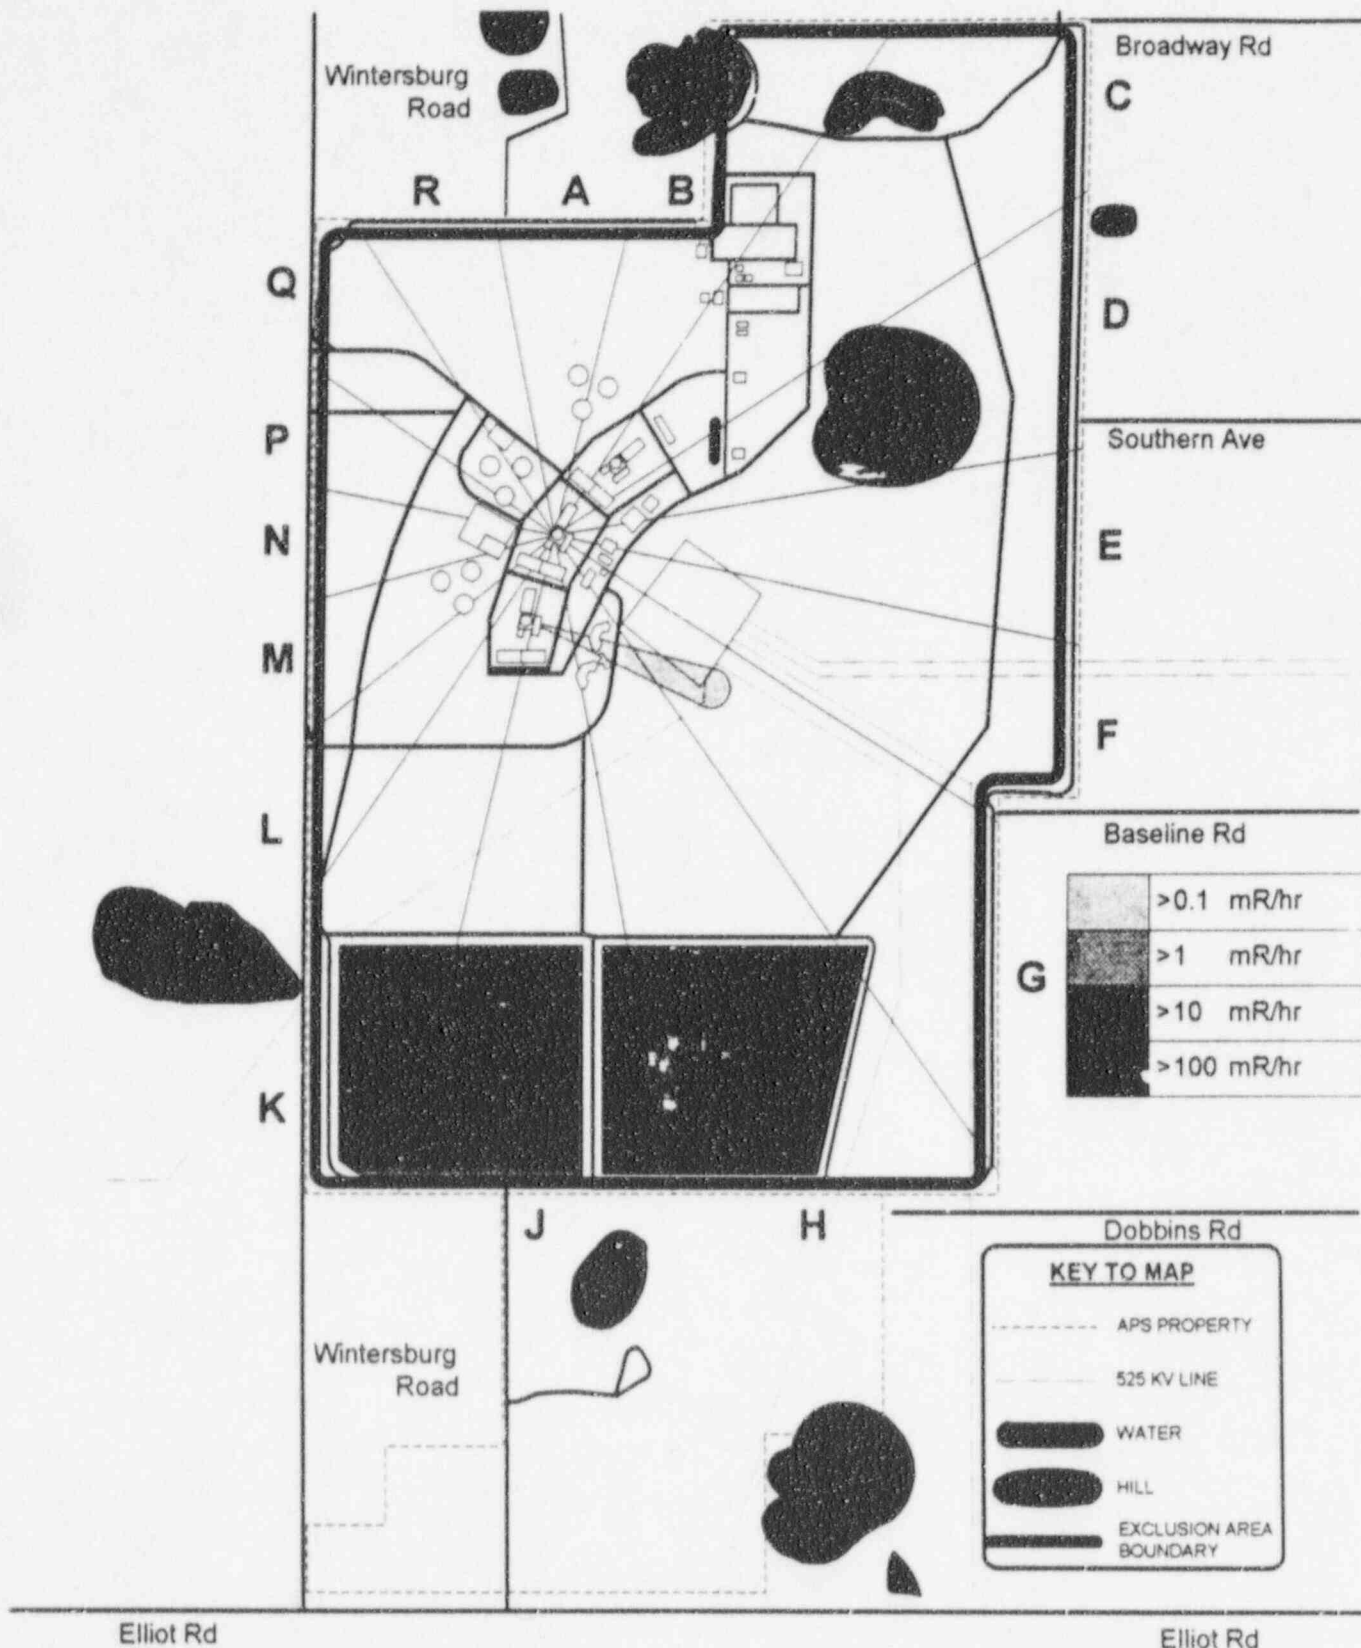 Broadway Rd
Wintersburg
Road
C
R
A
B
Q
D
P
Southern Ave
N
E
M
F
L
Baseline Rd
>0.1 mR/hr
>1 mR/hr
G
>10 mR/hr
>100 mR/hr
K
J
H
Dobbins Rd
KEY TO MAP
APS PROPERTY
Wintersburg
Road
525 KV LINE
WATER
HILL
EXCLUSION AREA
BOUNDARY
Elliot Rd
Elliot Rd